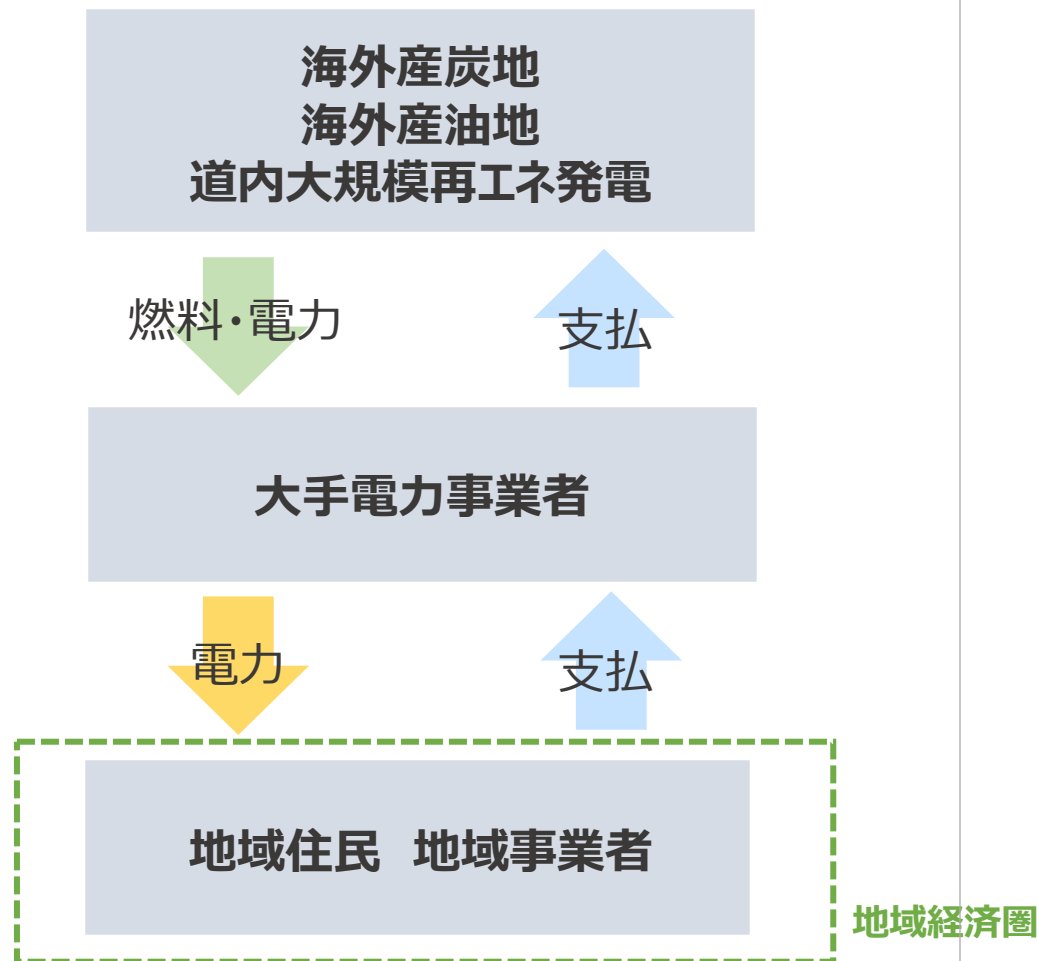 海外産炭地
海外産油地
道内大規模再エネ発電
燃料・電力
支払
大手電力事業者
電力
支払
地域住民 地域事業者
地域経済圏